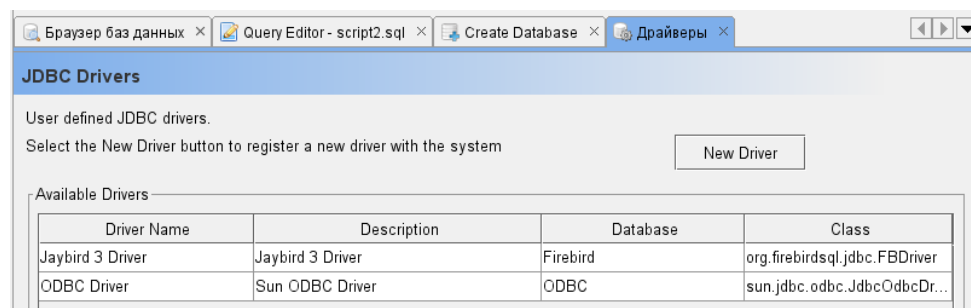 Браузер баз данных × Query Editor - script2.sql × Create Database × Драйверы ×
JDBC Drivers
User defined JDBC drivers.
Select the New Driver button to register a new driver with the system
New Driver
Available Drivers
Driver Name Description Database Class
Jaybird 3 Driver Jaybird 3 Driver Firebird org.firebirdsql.jdbc.FBDriver
ODBC Driver Sun ODBC Driver ODBC sun.jdbc.odbc.JdbcOdbcDr...